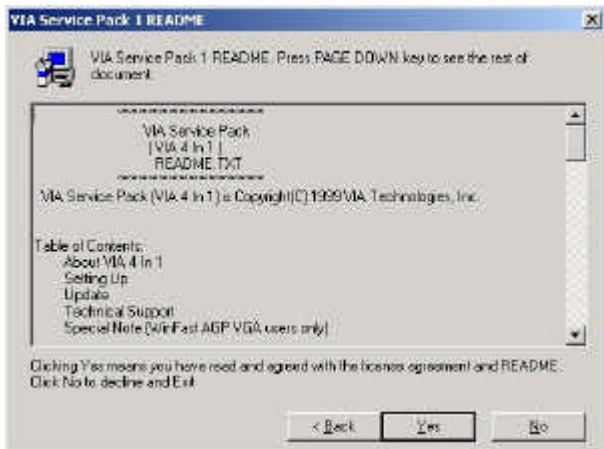 VIA Service Pack 1 README
VIA Service Pack 1 README. Press PAGE DOWN key to see the rest of
document.
====================
VIA Service Pack
( VIA 4 In 1 )
README.TXT
====================
VIA Service Pack (VIA 4 In 1) is Copyright(C) 1999 VIA Technologies, Inc.
Table of Contents:
About VIA 4 In 1
Setting Up
Update
Technical Support
Special Note (WinFast AGP VGA users only)
Clicking Yes means you have read and agreed with the license agreement and README.
Click No to decline and Exit
< Back
Yes
No